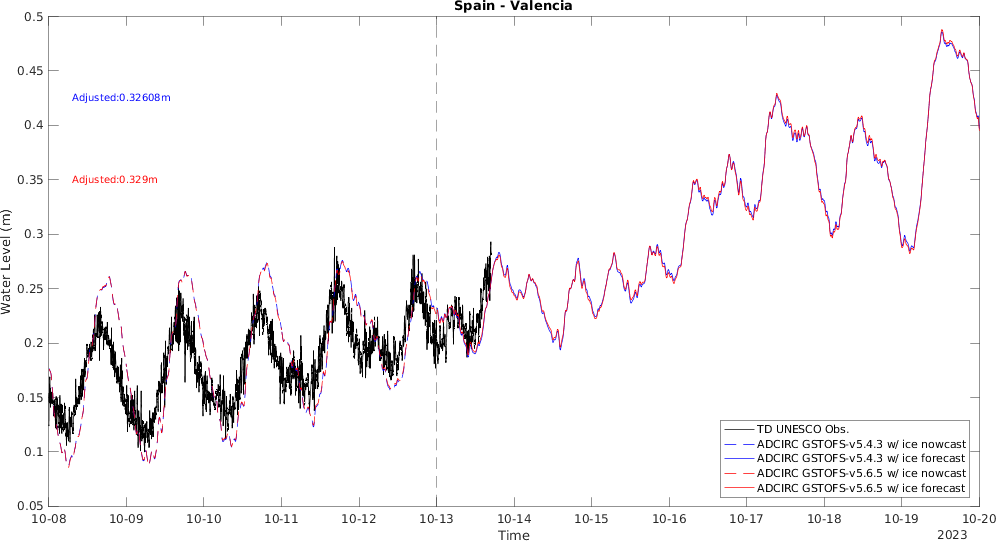 Spain - Valencia
0.5
0.45
0.4
0.35
0.3
0.25
0.2
0.15
0.1
0.05
Water Level (m)
Adjusted:0.32608m
Adjusted:0.329m
TD UNESCO Obs.
ADCIRC GSTOFS-v5.4.3 w/ ice nowcast
ADCIRC GSTOFS-v5.4.3 w/ ice forecast
ADCIRC GSTOFS-v5.6.5 w/ ice nowcast
ADCIRC GSTOFS-v5.6.5 w/ ice forecast
10-08 10-09 10-10 10-11 10-12 10-13 10-14 10-15 10-16 10-17 10-18 10-19 10-20
Time
2023